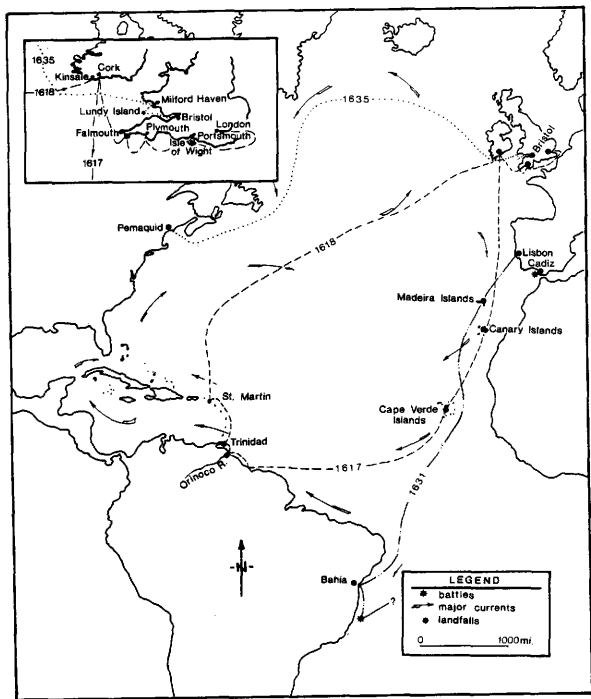 1635
Cork
Kinsale
1618
Milford Haven
Lundy Island
Bristol
London
Falmouth
Plymouth
Portsmouth
Isle
of Wight
1617
1635
Bristol
Pemaquid
1618
Lisbon
Cadiz
Madeira Islands
Canary Islands
St. Martin
Cape Verde
Islands
Trinidad
Orinoco R.
1617
1631
-N-
Bahia
?
LEGEND
battles
major currents
landfalls
0 1000mi.